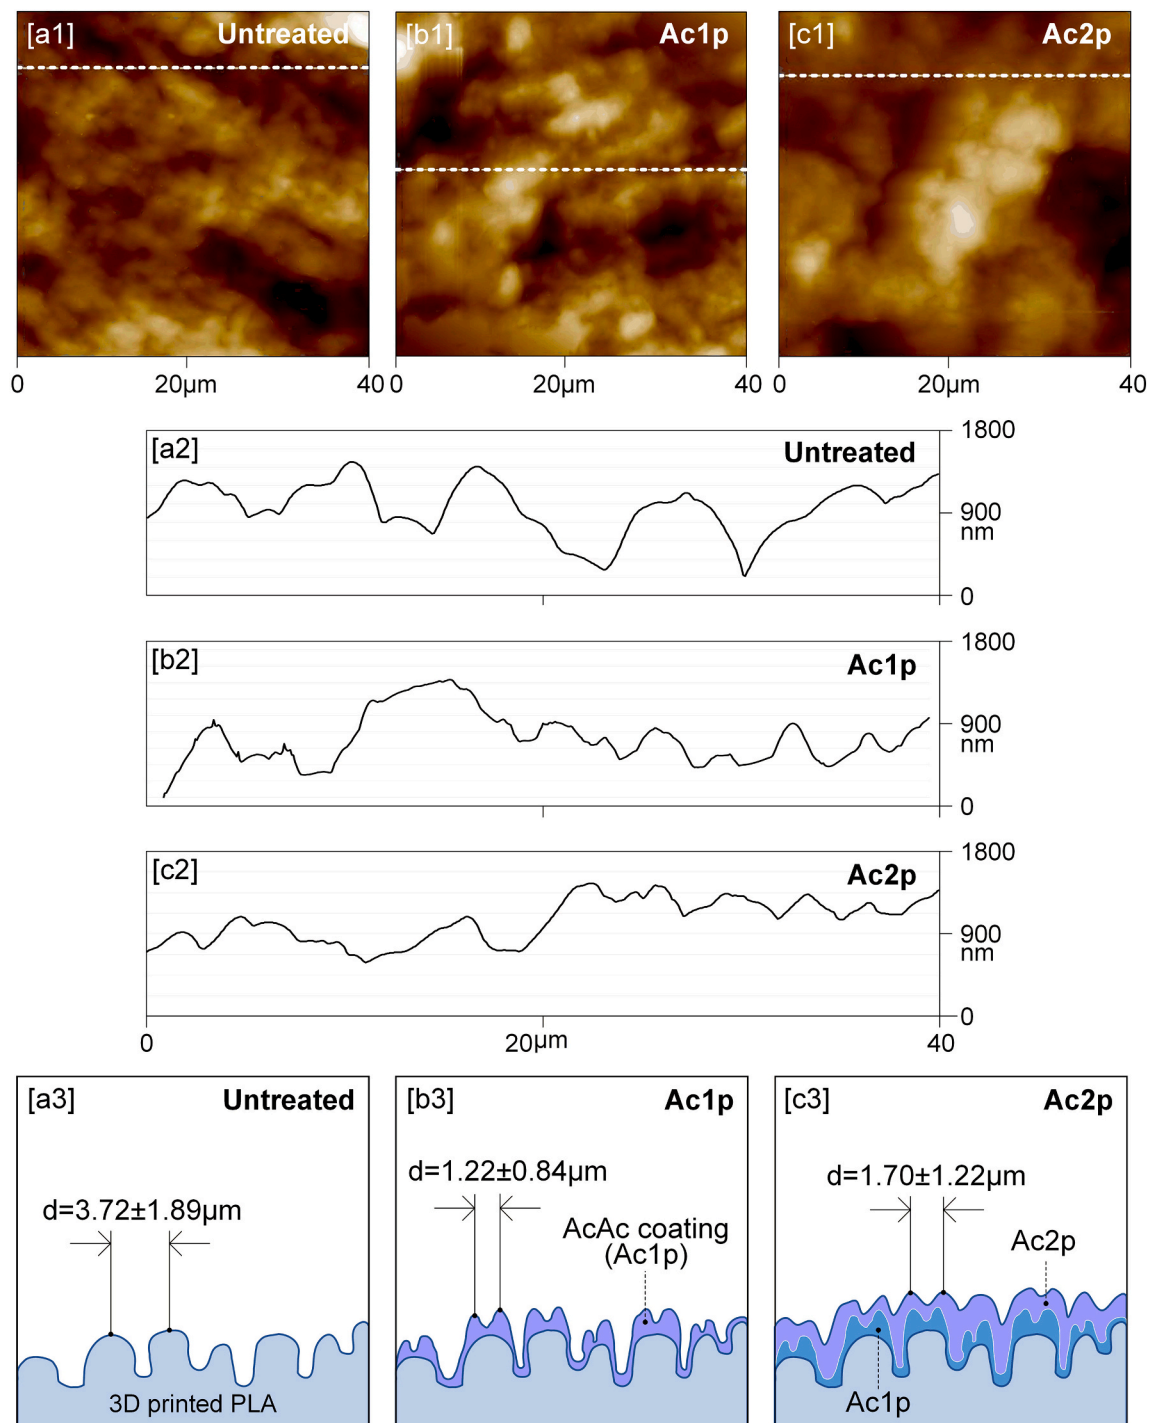 [a1] Untreated
[b1] Ac1p
[c1] Ac2p
0 20µm 40
0 20µm 40
0 20µm 40
[a2] Untreated
1800
900
nm
0
[b2] Ac1p
1800
900
nm
0
[c2] Ac2p
1800
900
nm
0
0 20µm 40
[a3] Untreated
d=3.72±1.89µm
3D printed PLA
[b3] Ac1p
d=1.22±0.84µm
AcAc coating
(Ac1p)
[c3] Ac2p
d=1.70±1.22µm
Ac2p
Ac1p